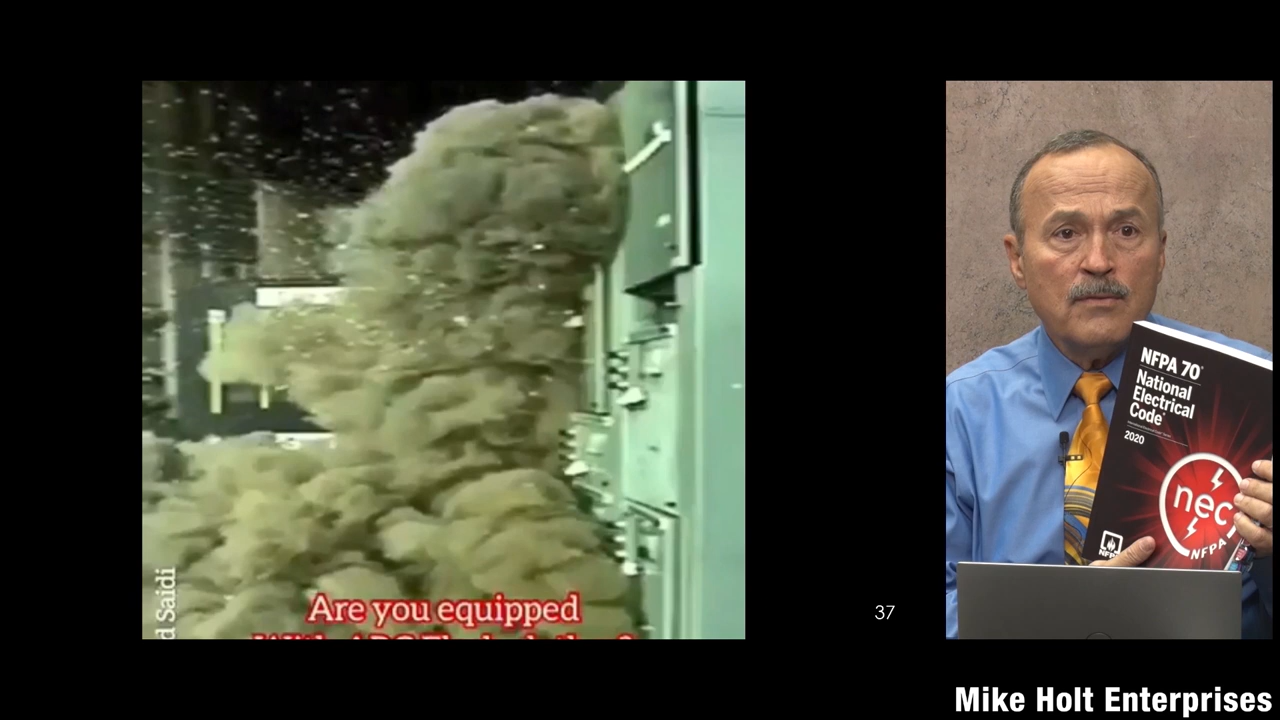 d Saidi
Are you equipped
37
NFPA 70
National
Electrical
Code
2020
nec
NFPA
Mike Holt Enterprises